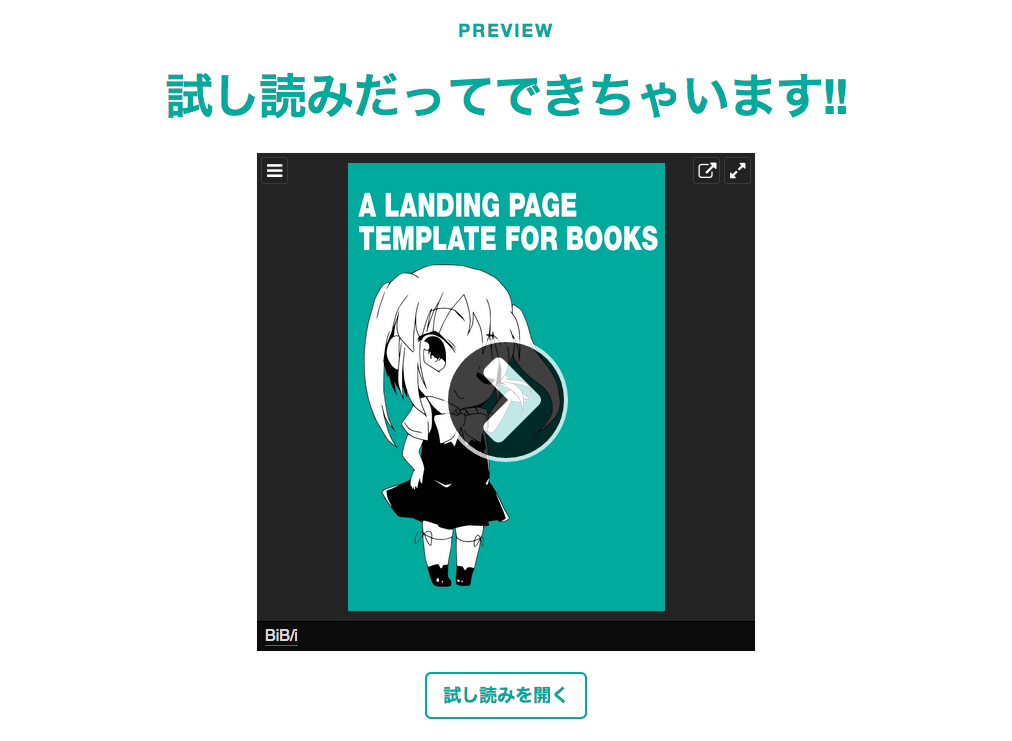 PREVIEW
試し読みだってできちゃいます!!
A LANDING PAGE
TEMPLATE FOR BOOKS
BiB/i
試し読みを開く